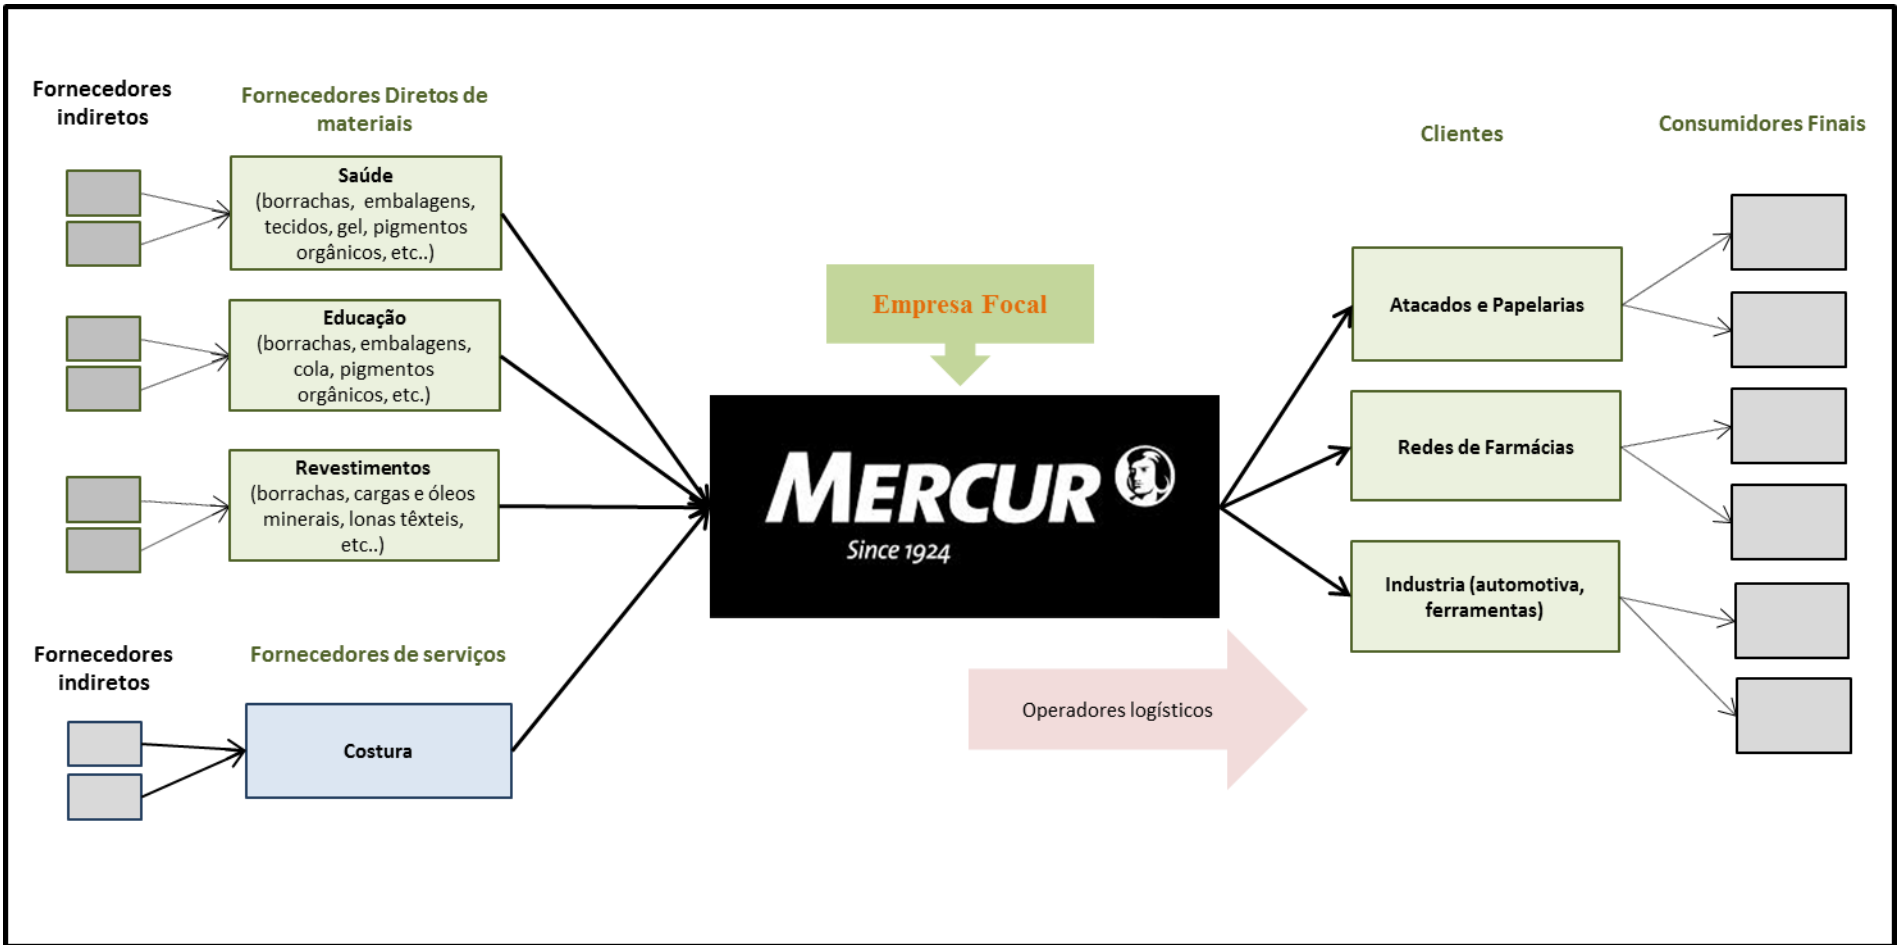 Fornecedores
indiretos
Fornecedores Diretos de
materiais
Saúde
(borrachas, embalagens,
tecidos, gel, pigmentos
orgânicos, etc..)
Educação
(borrachas, embalagens,
cola, pigmentos
orgânicos, etc.)
Revestimentos
(borrachas, cargas e óleos
minerais, lonas têxteis,
etc..)
Fornecedores
indiretos
Fornecedores de serviços
Costura
Empresa Focal
MERCUR
Since 1924
Operadores logísticos
Clientes
Atacados e Papelarias
Redes de Farmácias
Industria (automotiva,
ferramentas)
Consumidores Finais